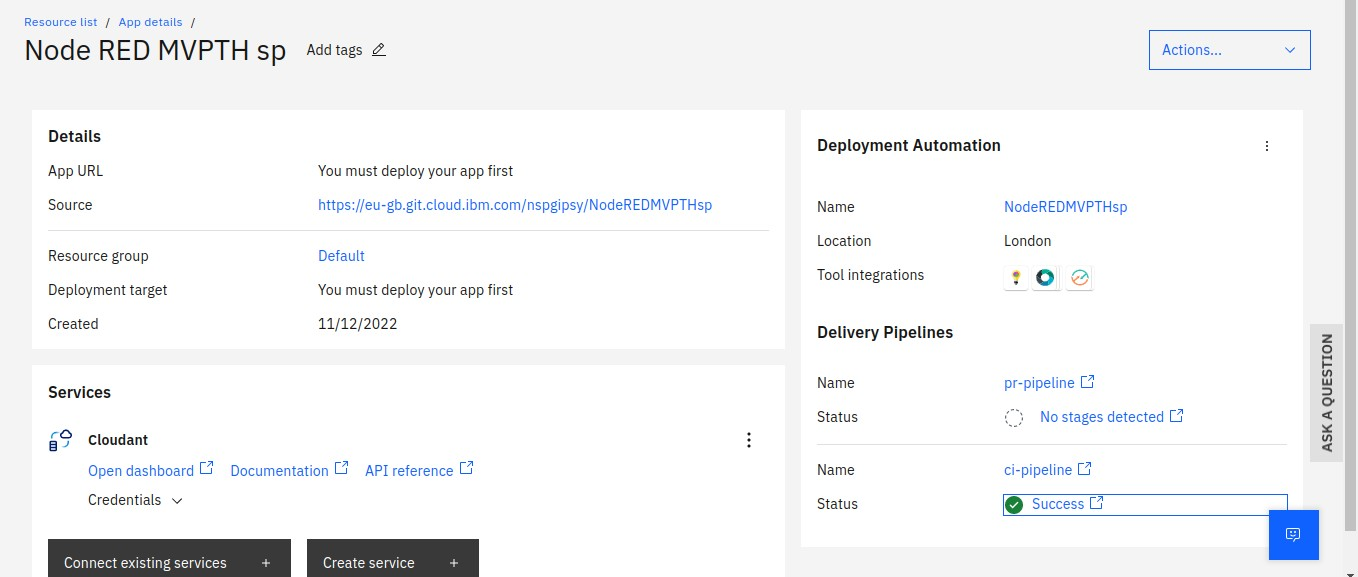 Resource list / App details /
Node RED MVPTH sp
Add tags
Actions...
Details
App URL You must deploy your app first
Source https://eu-gb.git.cloud.ibm.com/nspgipsy/NodeREDMVPTHsp
Resource group Default
Deployment target You must deploy your app first
Created 11/12/2022
Services
Cloudant
Open dashboard Documentation API reference
Credentials
Connect existing services +
Create service +
Deployment Automation
Name NodeREDMVPTHsp
Location London
Tool integrations
Delivery Pipelines
Name pr-pipeline
Status No stages detected
Name ci-pipeline
Status Success
ASK A QUESTION